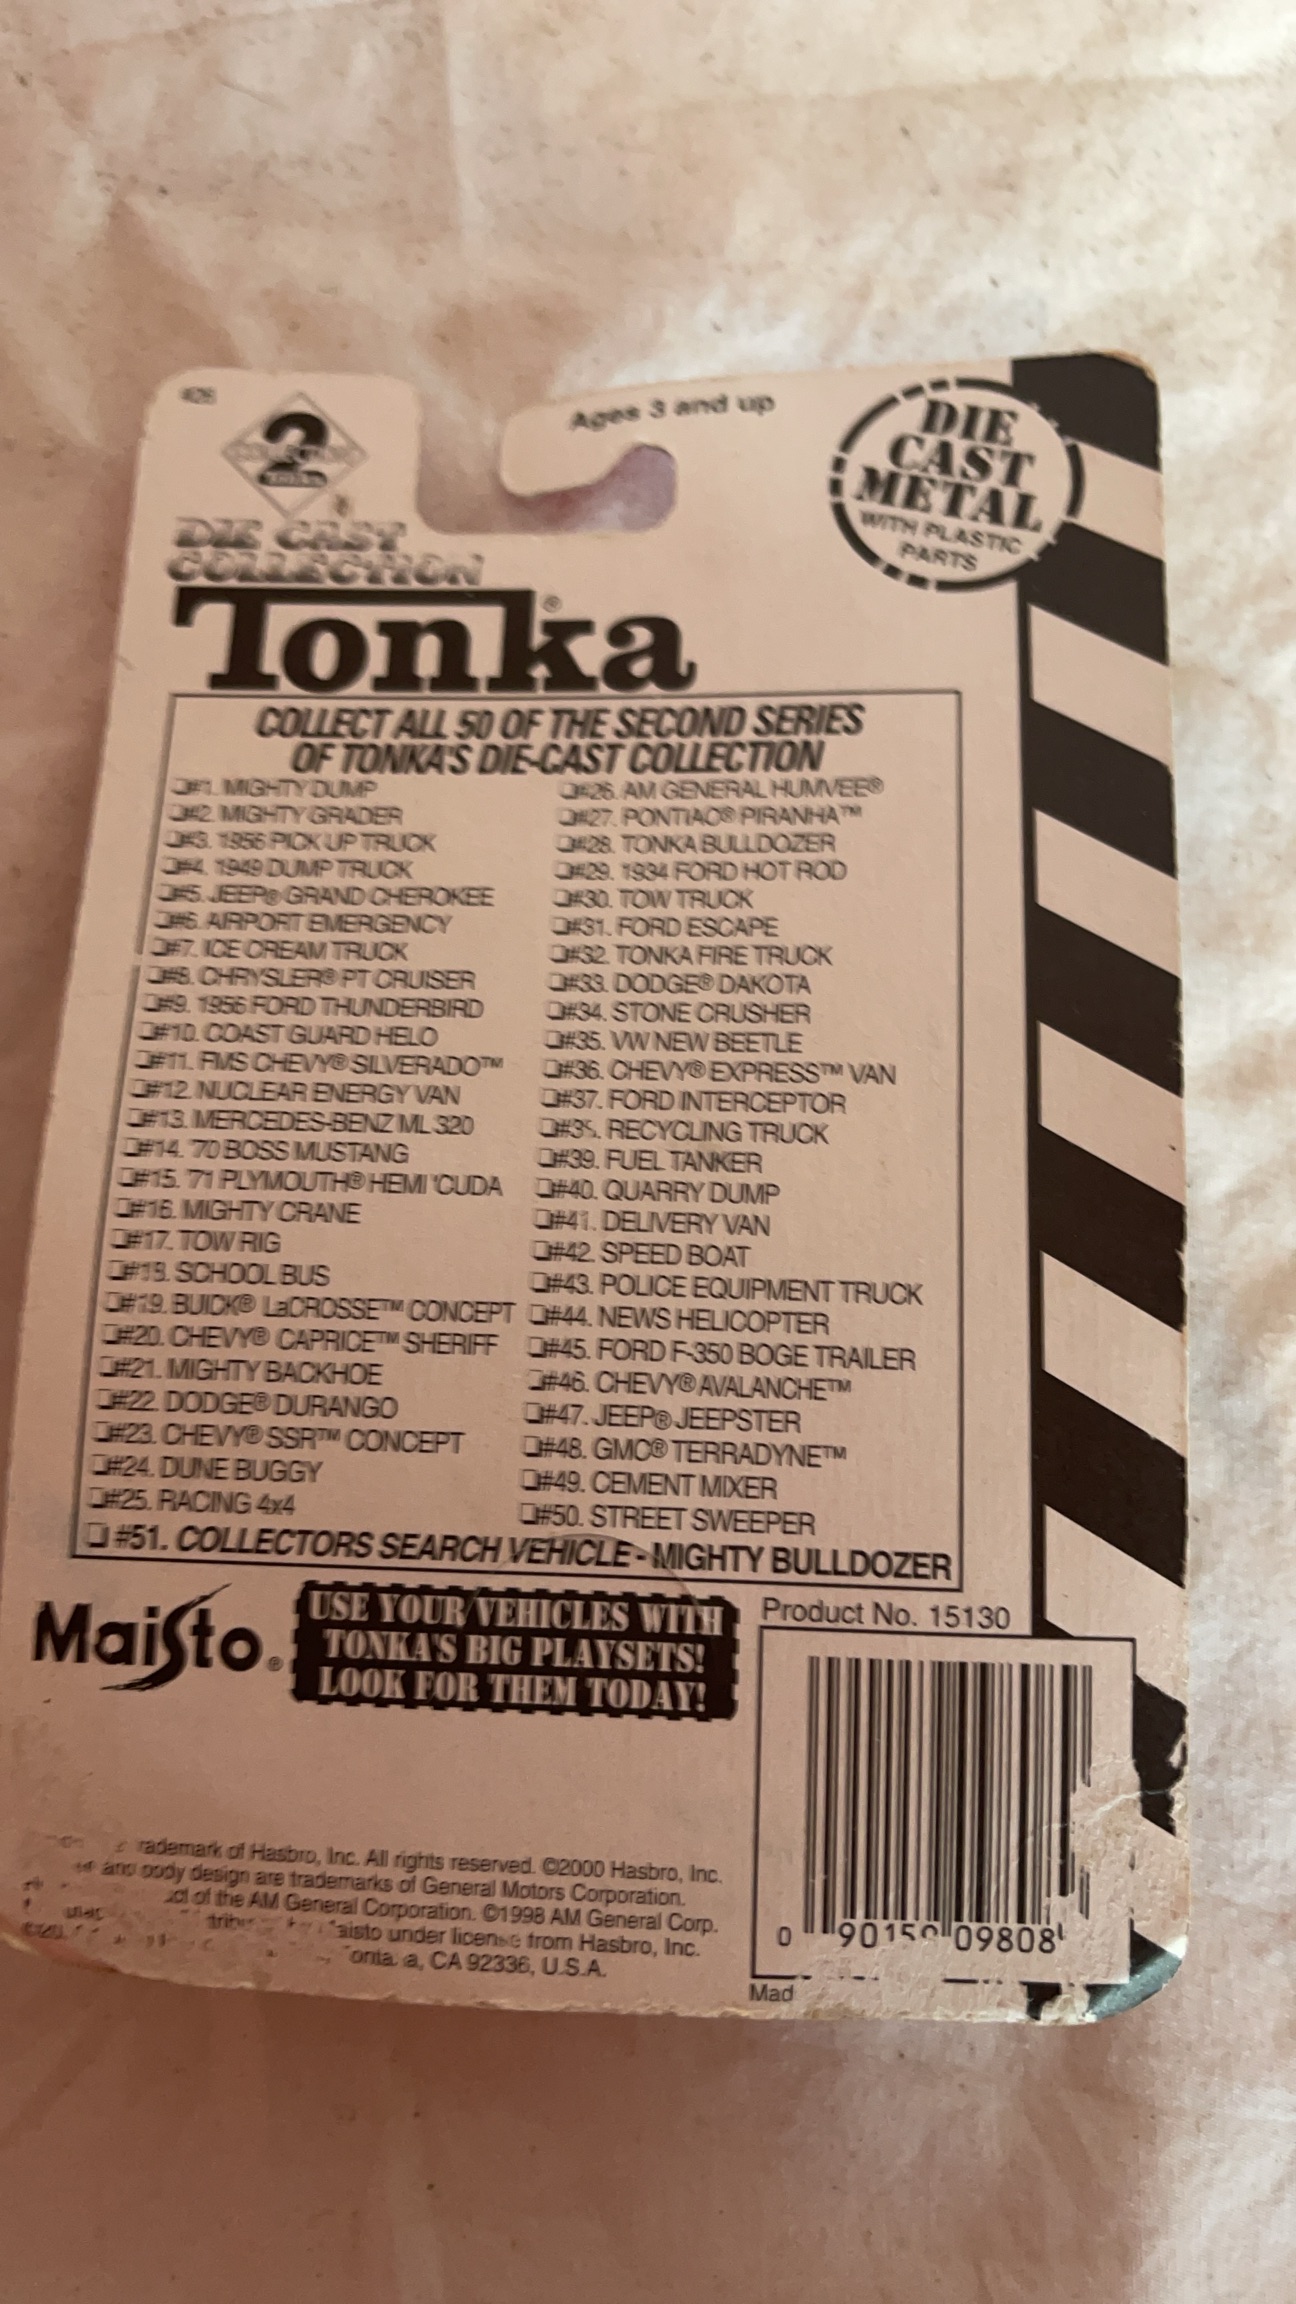 #26
2
COLLECTION
TONKA
DIE CAST
COLLECTION
Tonka®
Ages 3 and up
DIE
CAST
METAL
WITH PLASTIC
PARTS
COLLECT ALL 50 OF THE SECOND SERIES
OF TONKA'S DIE-CAST COLLECTION
❑#1. MIGHTY DUMP
❑#2. MIGHTY GRADER
❑#3. 1956 PICK UP TRUCK
❑#4. 1949 DUMP TRUCK
❑#5. JEEP® GRAND CHEROKEE
❑#6. AIRPORT EMERGENCY
❑#7. ICE CREAM TRUCK
❑#8. CHRYSLER® PT CRUISER
❑#9. 1956 FORD THUNDERBIRD
❑#10. COAST GUARD HELO
❑#11. FMS CHEVY® SILVERADO™
❑#12. NUCLEAR ENERGY VAN
❑#13. MERCEDES-BENZ ML 320
❑#14. '70 BOSS MUSTANG
❑#15. '71 PLYMOUTH® HEMI 'CUDA
❑#16. MIGHTY CRANE
❑#17. TOW RIG
❑#18. SCHOOL BUS
❑#19. BUICK® LaCROSSE™ CONCEPT
❑#20. CHEVY® CAPRICE™ SHERIFF
❑#21. MIGHTY BACKHOE
❑#22. DODGE® DURANGO
❑#23. CHEVY® SSR™ CONCEPT
❑#24. DUNE BUGGY
❑#25. RACING 4x4
❑#26. AM GENERAL HUMVEE®
❑#27. PONTIAC® PIRANHA™
❑#28. TONKA BULLDOZER
❑#29. 1934 FORD HOT ROD
❑#30. TOW TRUCK
❑#31. FORD ESCAPE
❑#32. TONKA FIRE TRUCK
❑#33. DODGE® DAKOTA
❑#34. STONE CRUSHER
❑#35. VW NEW BEETLE
❑#36. CHEVY® EXPRESS™ VAN
❑#37. FORD INTERCEPTOR
❑#38. RECYCLING TRUCK
❑#39. FUEL TANKER
❑#40. QUARRY DUMP
❑#41. DELIVERY VAN
❑#42. SPEED BOAT
❑#43. POLICE EQUIPMENT TRUCK
❑#44. NEWS HELICOPTER
❑#45. FORD F-350 BOGE TRAILER
❑#46. CHEVY® AVALANCHE™
❑#47. JEEP® JEEPSTER
❑#48. GMC® TERRADYNE™
❑#49. CEMENT MIXER
❑#50. STREET SWEEPER
❑ #51. COLLECTORS SEARCH VEHICLE - MIGHTY BULLDOZER
Maisto®
USE YOUR VEHICLES WITH
TONKA'S BIG PLAYSETS!
LOOK FOR THEM TODAY!
Product No. 15130
0 90159 09808
Mad
rademark of Hasbro, Inc. All rights reserved. ©2000 Hasbro, Inc.
and body design are trademarks of General Motors Corporation.
of the AM General Corporation. ©1998 AM General Corp.
aisto under license from Hasbro, Inc.
CA 92336, U.S.A.